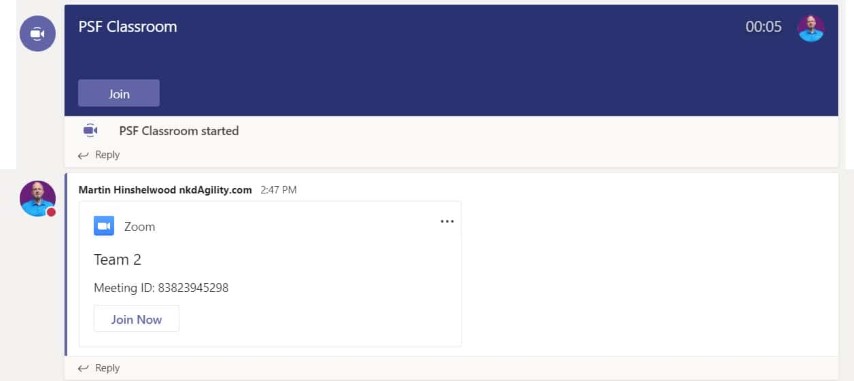 PSF Classroom 00:05
Join
PSF Classroom started
Reply
Martin Hinshelwood nkdAgility.com 2:47 PM
Zoom
Team 2
Meeting ID: 83823945298
Join Now
Reply